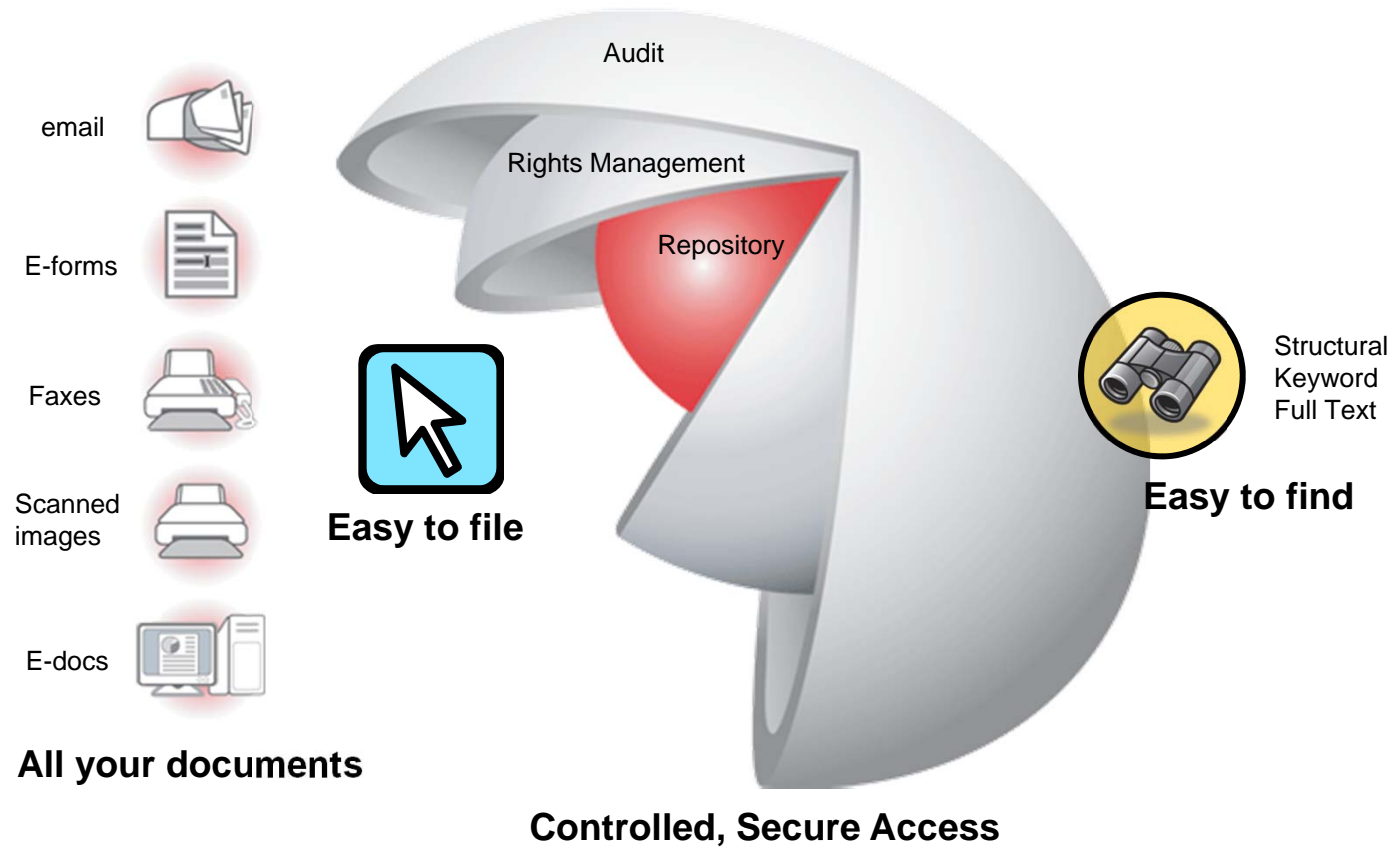 email
E-forms
Faxes
Scanned
images
E-docs
All your documents
Easy to file
Audit
Rights Management
Repository
Structural
Keyword
Full Text
Easy to find
Controlled, Secure Access